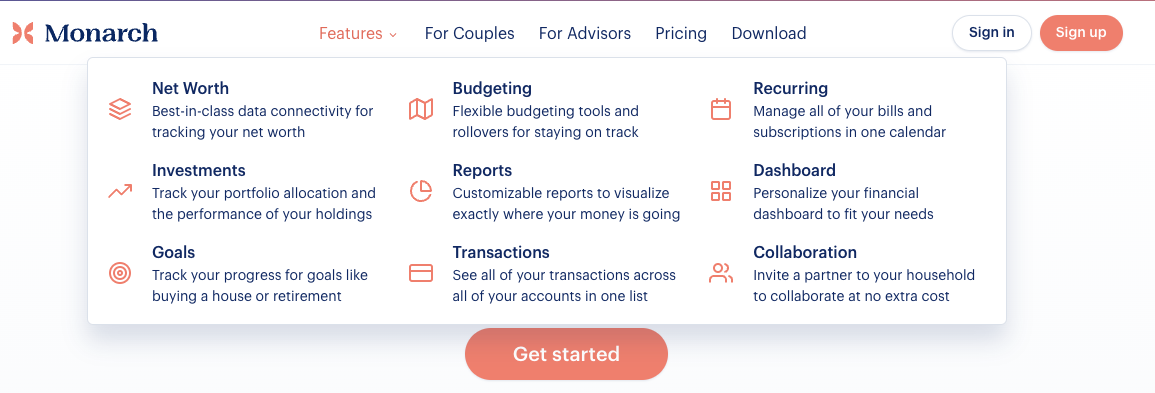 Monarch
Features
For Couples
For Advisors
Pricing
Download
Sign in
Sign up
Net Worth
Best-in-class data connectivity for
tracking your net worth
Budgeting
Flexible budgeting tools and
rollovers for staying on track
Recurring
Manage all of your bills and
subscriptions in one calendar
Investments
Track your portfolio allocation and
the performance of your holdings
Reports
Customizable reports to visualize
exactly where your money is going
Dashboard
Personalize your financial
dashboard to fit your needs
Goals
Track your progress for goals like
buying a house or retirement
Transactions
See all of your transactions across
all of your accounts in one list
Collaboration
Invite a partner to your household
to collaborate at no extra cost
Get started